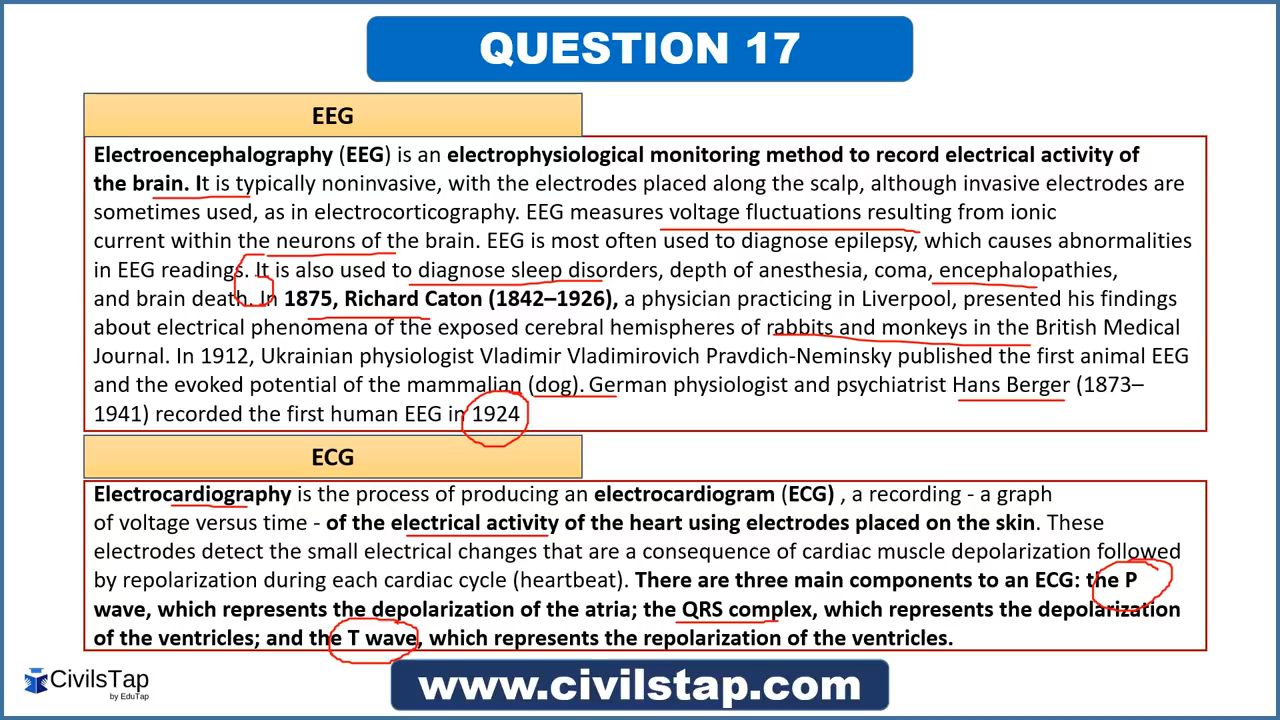 QUESTION 17
EEG
Electroencephalography (EEG) is an electrophysiological monitoring method to record electrical activity of
the brain. It is typically noninvasive, with the electrodes placed along the scalp, although invasive electrodes are
sometimes used, as in electrocorticography. EEG measures voltage fluctuations resulting from ionic
current within the neurons of the brain. EEG is most often used to diagnose epilepsy, which causes abnormalities
in EEG readings. It is also used to diagnose sleep disorders, depth of anesthesia, coma, encephalopathies,
and brain death. In 1875, Richard Caton (1842–1926), a physician practicing in Liverpool, presented his findings
about electrical phenomena of the exposed cerebral hemispheres of rabbits and monkeys in the British Medical
Journal. In 1912, Ukrainian physiologist Vladimir Vladimirovich Pravdich-Neminsky published the first animal EEG
and the evoked potential of the mammalian (dog). German physiologist and psychiatrist Hans Berger (1873–
1941) recorded the first human EEG in 1924
ECG
Electrocardiography is the process of producing an electrocardiogram (ECG) , a recording - a graph
of voltage versus time - of the electrical activity of the heart using electrodes placed on the skin. These
electrodes detect the small electrical changes that are a consequence of cardiac muscle depolarization followed
by repolarization during each cardiac cycle (heartbeat). There are three main components to an ECG: the P
wave, which represents the depolarization of the atria; the QRS complex, which represents the depolarization
of the ventricles; and the T wave, which represents the repolarization of the ventricles.
CivilsTap
by EduTap
www.civilstap.com